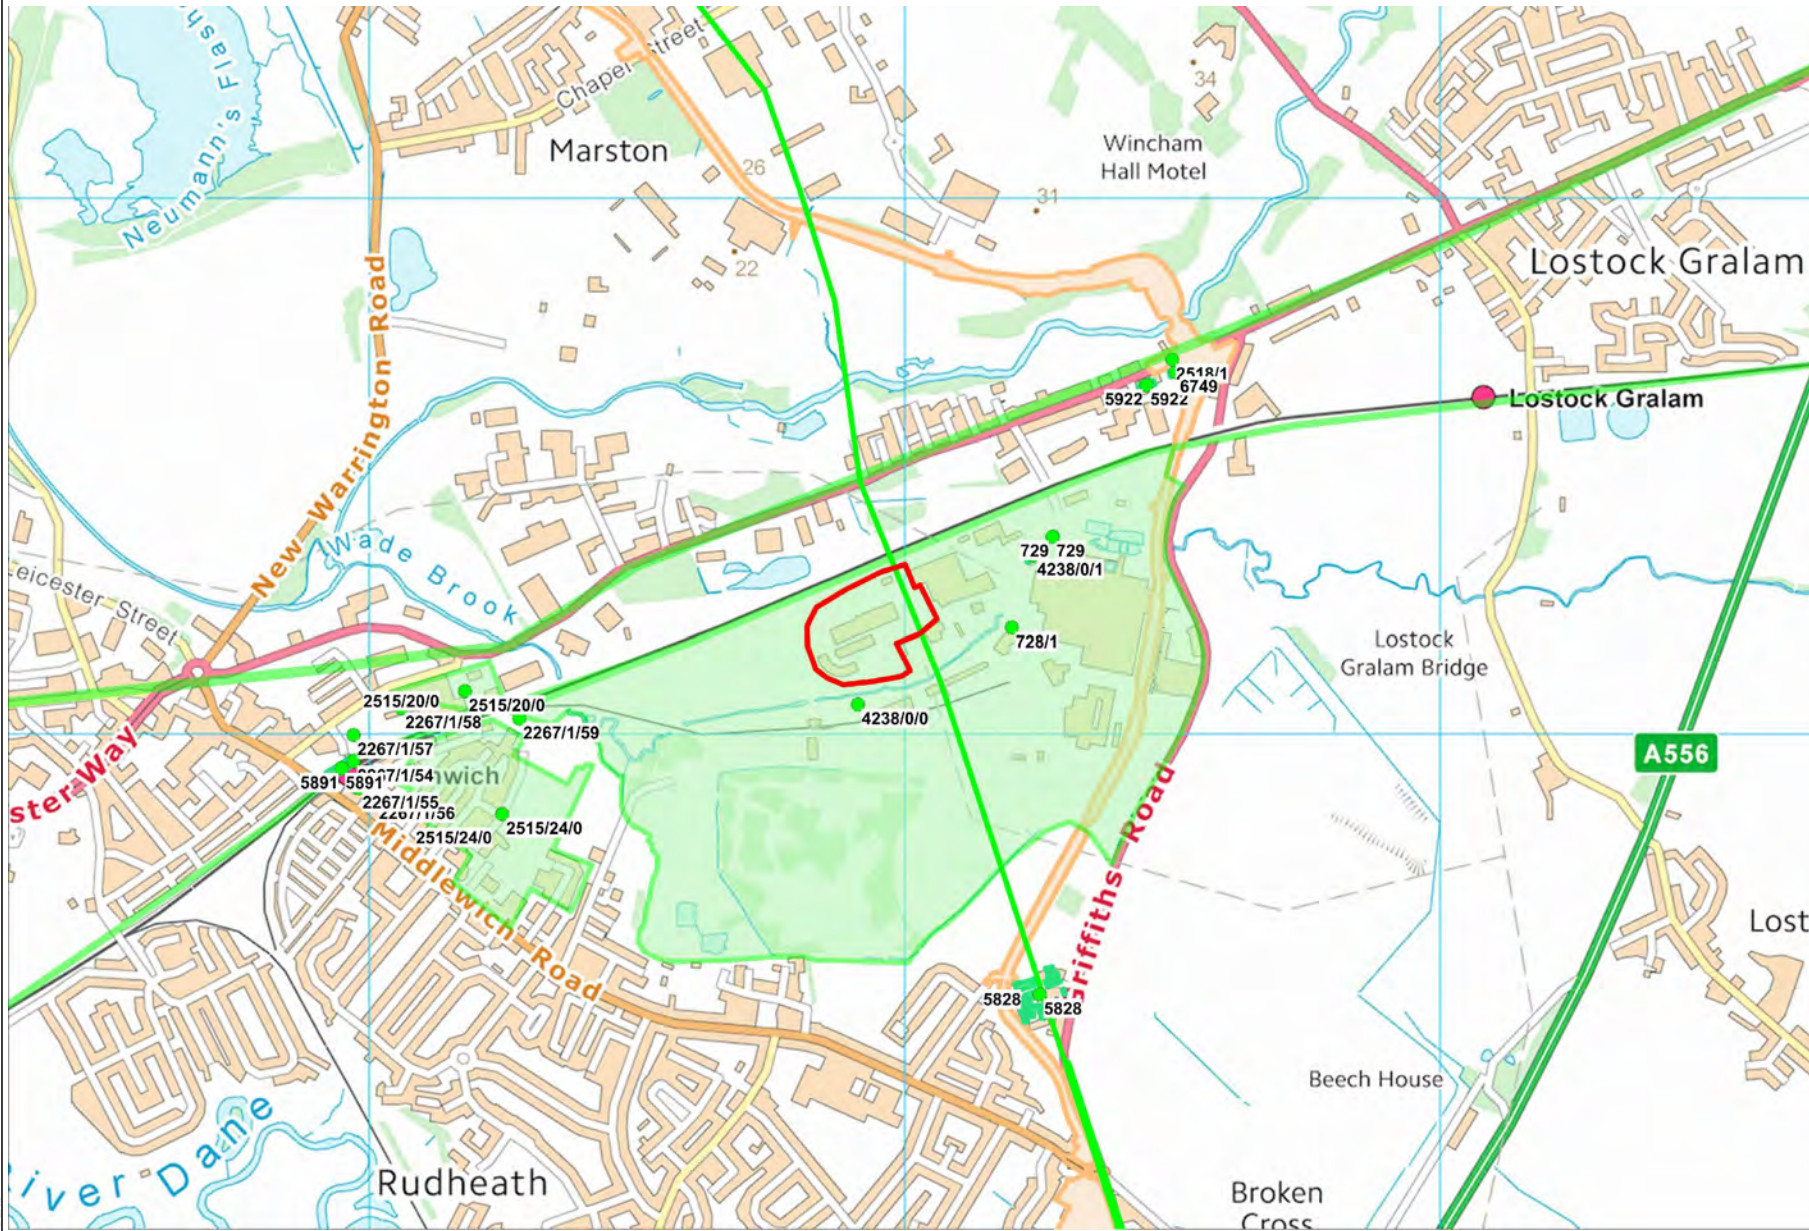 Neumann's Flash
Chapel Street
Marston
26
22
31
34
Wincham
Hall Motel
Lostock Gralam
New Warrington Road
2518/1
6749
5922 5922
Lostock Gralam
Wade Brook
Leicester Street
729 729
4238/0/1
728/1
Lostock
Gralam Bridge
2515/20/0
2515/20/0
2267/1/58
2267/1/59
4238/0/0
2267/1/57
A556
5891 5891
2267/1/55
2515/24/0
2515/24/0
Middlewich Road
Griffiths Road
5828
5828
Beech House
River Dane
Rudheath
Broken
Cross